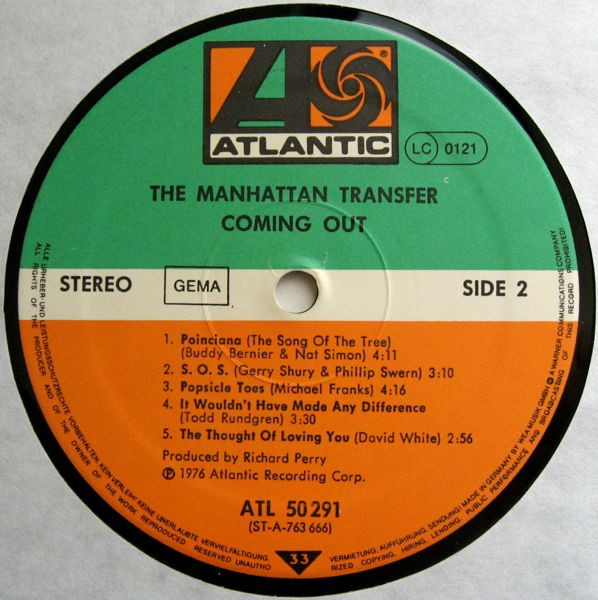 ATLANTIC
LC 0121
THE MANHATTAN TRANSFER
COMING OUT
STEREO
GEMA
SIDE 2
1. Poinciana (The Song Of The Tree)
(Buddy Bernier & Nat Simon) 4:11
2. S. O. S. (Gerry Shury & Phillip Swern) 3:10
3. Popsicle Toes (Michael Franks) 4:16
4. It Wouldn't Have Made Any Difference
(Todd Rundgren) 3:30
5. The Thought Of Loving You (David White) 2:56
Produced by Richard Perry
℗ 1976 Atlantic Recording Corp.
ATL 50 291
(ST-A-763 666)
33
ALLE URHEBER- UND LEISTUNGSSCHUTZRECHTE VORBEHALTEN. KEIN VERLEIH! KEINE UNERLAUBTE VERVIELFÄLTIGUNG,
VERMIETUNG, AUFFÜHRUNG, SENDUNG! MADE IN GERMANY BY WEA MUSIK GMBH A WARNER COMMUNICATIONS COMPANY
ALL RIGHTS OF THE PRODUCER AND OF THE OWNER OF THE WORK REPRODUCED RESERVED UNAUTHO
RIZED COPYING, HIRING, LENDING, PUBLIC PERFORMANCE AND BROADCASTING OF THIS RECORD PROHIBITED!